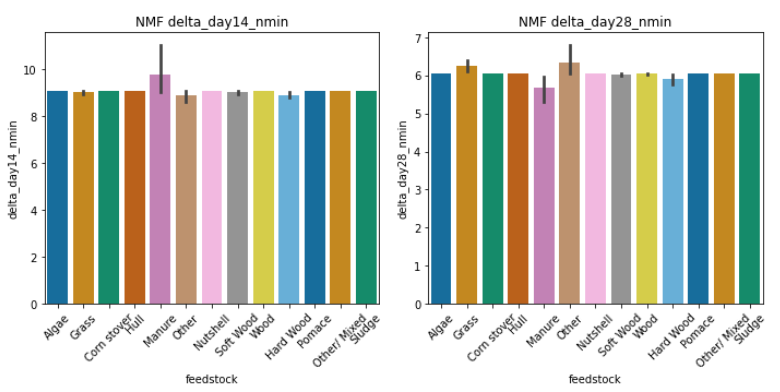 NMF delta_day14_nmin
delta_day14_nmin
10
8
6
4
2
0
Algae
Grass
Corn stover
Hull
Manure
Other
Nutshell
Soft Wood
Wood
Hard Wood
Pomace
Other/ Mixed
Sludge
feedstock
NMF delta_day28_nmin
delta_day28_nmin
7
6
5
4
3
2
1
0
Algae
Grass
Corn stover
Hull
Manure
Other
Nutshell
Soft Wood
Wood
Hard Wood
Pomace
Other/ Mixed
Sludge
feedstock